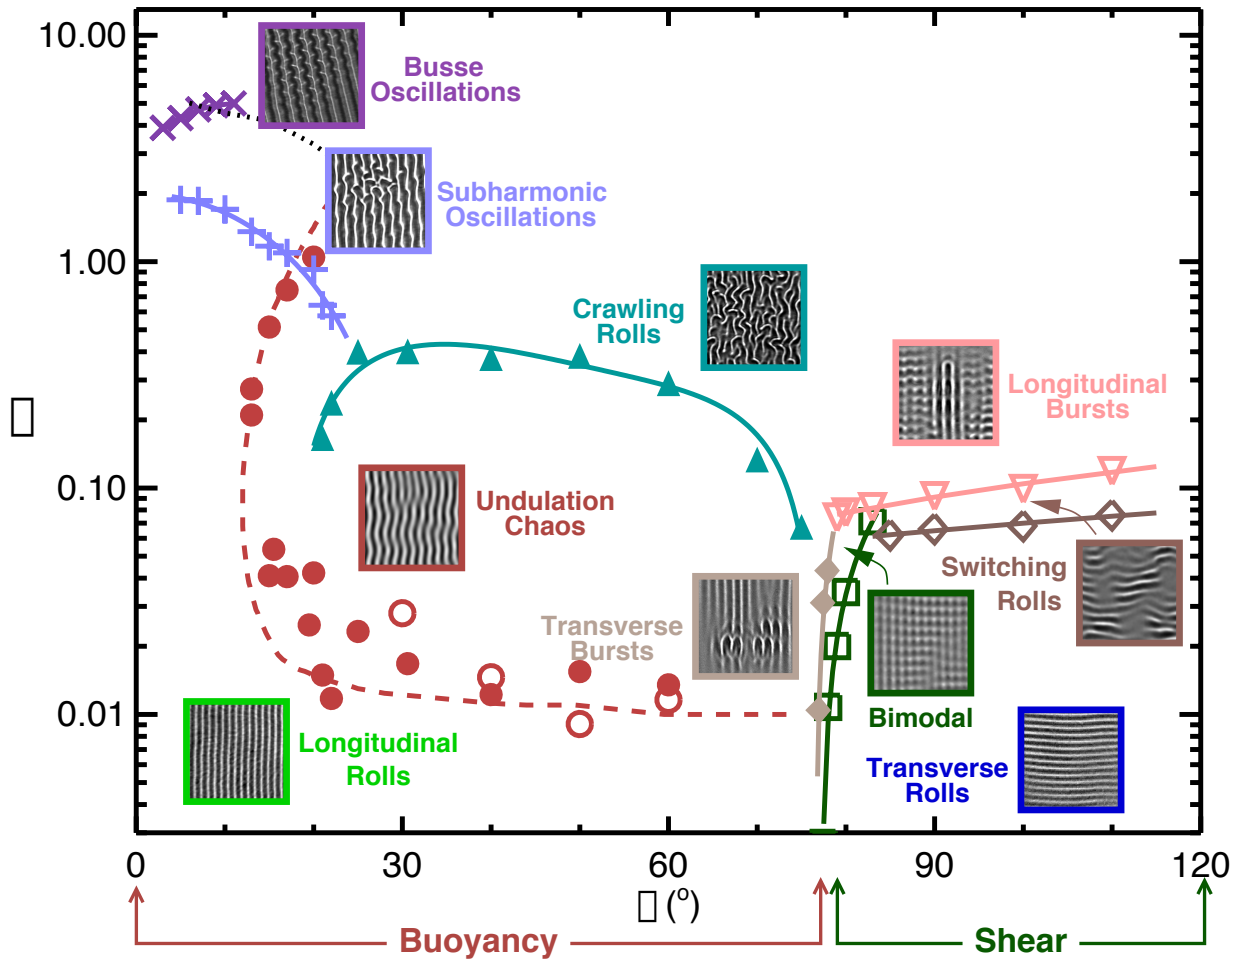 10.00
Busse
Oscillations
Subharmonic
Oscillations
1.00
Crawling
Rolls
Longitudinal
Bursts
0.10
Undulation
Chaos
Switching
Rolls
Transverse
Bursts
Bimodal
0.01
Longitudinal
Rolls
Transverse
Rolls
0 30 60 90 120
(º)
Buoyancy Shear